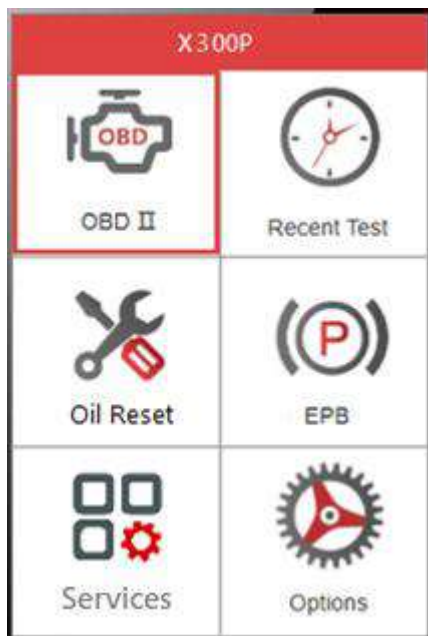 X300P
OBD
OBD II
Recent Test
Oil Reset
P
EPB
Services
Options